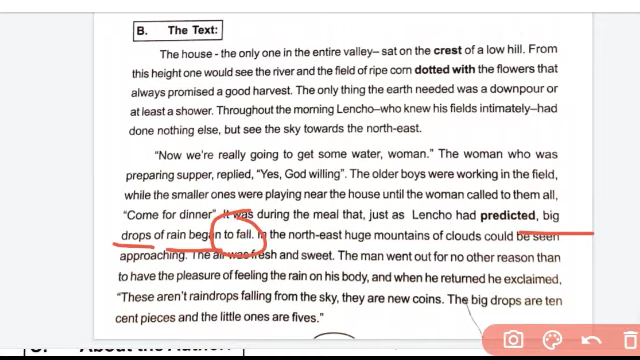 B. The Text:
The house - the only one in the entire valley– sat on the crest of a low hill. From
this height one would see the river and the field of ripe corn dotted with the flowers that
always promised a good harvest. The only thing the earth needed was a downpour or
at least a shower. Throughout the morning Lencho–who knew his fields intimately–had
done nothing else, but see the sky towards the north-east.
“Now we're really going to get some water, woman.” The woman who was
preparing supper, replied, “Yes, God willing”. The older boys were working in the field,
while the smaller ones were playing near the house until the woman called to them all,
“Come for dinner”. It was during the meal that, just as Lencho had predicted, big
drops of rain began to fall. In the north-east huge mountains of clouds could be seen
approaching. The air was fresh and sweet. The man went out for no other reason than
to have the pleasure of feeling the rain on his body, and when he returned he exclaimed,
“These aren't raindrops falling from the sky, they are new coins. The big drops are ten
cent pieces and the little ones are fives.”